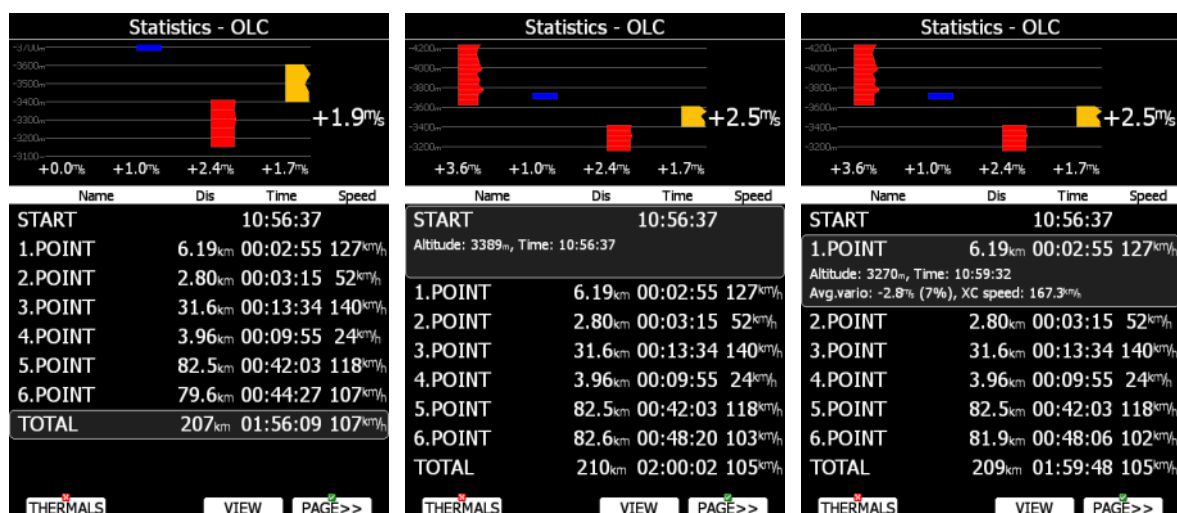 Statistics - OLC
-3700m
-3600m
-3500m
-3400m
-3300m
-3200m
-3100m
+1.9m/s
+0.0m/s +1.0m/s +2.4m/s +1.7m/s
Name Dis Time Speed
START 10:56:37
1.POINT 6.19km 00:02:55 127km/h
2.POINT 2.80km 00:03:15 52km/h
3.POINT 31.6km 00:13:34 140km/h
4.POINT 3.96km 00:09:55 24km/h
5.POINT 82.5km 00:42:03 118km/h
6.POINT 79.6km 00:44:27 107km/h
TOTAL 207km 01:56:09 107km/h
THERMALS VIEW PAGE>>
Statistics - OLC
-4200m
-4000m
-3800m
-3600m
-3400m
-3200m
+2.5m/s
+3.6m/s +1.0m/s +2.4m/s +1.7m/s
Name Dis Time Speed
START 10:56:37
Altitude: 3389m, Time: 10:56:37
1.POINT 6.19km 00:02:55 127km/h
2.POINT 2.80km 00:03:15 52km/h
3.POINT 31.6km 00:13:34 140km/h
4.POINT 3.96km 00:09:55 24km/h
5.POINT 82.5km 00:42:03 118km/h
6.POINT 82.6km 00:48:20 103km/h
TOTAL 210km 02:00:02 105km/h
THERMALS VIEW PAGE>>
Statistics - OLC
-4200m
-4000m
-3800m
-3600m
-3400m
-3200m
+2.5m/s
+3.6m/s +1.0m/s +2.4m/s +1.7m/s
Name Dis Time Speed
START 10:56:37
1.POINT 6.19km 00:02:55 127km/h
Altitude: 3270m, Time: 10:59:32
Avg.vario: -2.8m/s (7%), XC speed: 167.3km/h
2.POINT 2.80km 00:03:15 52km/h
3.POINT 31.6km 00:13:34 140km/h
4.POINT 3.96km 00:09:55 24km/h
5.POINT 82.5km 00:42:03 118km/h
6.POINT 81.9km 00:48:06 102km/h
TOTAL 209km 01:59:48 105km/h
THERMALS VIEW PAGE>>